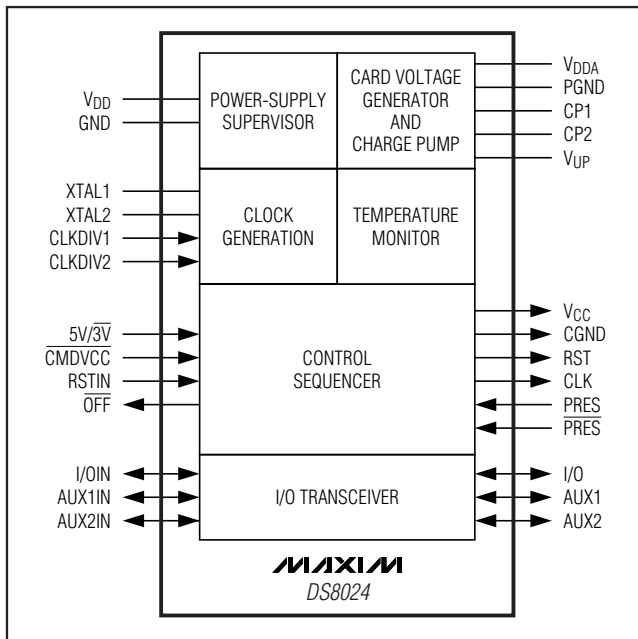 POWER-SUPPLY
SUPERVISOR
CARD VOLTAGE
GENERATOR
AND
CHARGE PUMP
VDD
GND
VDDA
PGND
CP1
CP2
VUP
XTAL1
XTAL2
CLKDIV1
CLKDIV2
CLOCK
GENERATION
TEMPERATURE
MONITOR
5V/3V
CMDVCC
RSTIN
OFF
CONTROL
SEQUENCER
VCC
CGND
RST
CLK
PRES
PRES
I/OIN
AUX1IN
AUX2IN
I/O TRANSCEIVER
I/O
AUX1
AUX2
MAXIM
DS8024